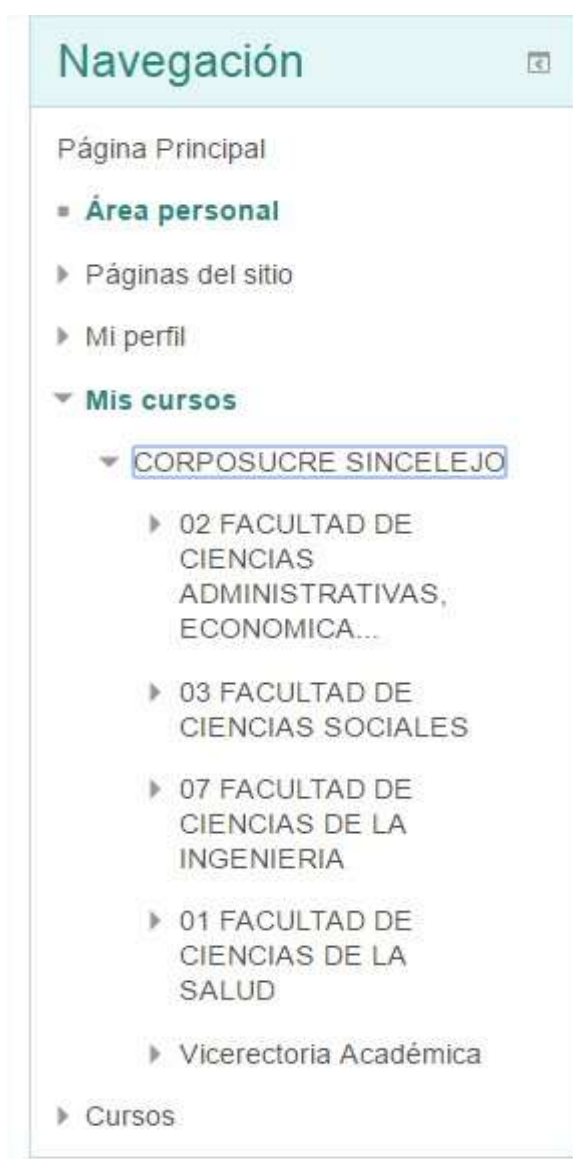 Navegación
Página Principal
Área personal
Páginas del sitio
Mi perfil
Mis cursos
CORPOSUCRE SINCELEJO
02 FACULTAD DE
CIENCIAS
ADMINISTRATIVAS,
ECONOMICA...
03 FACULTAD DE
CIENCIAS SOCIALES
07 FACULTAD DE
CIENCIAS DE LA
INGENIERIA
01 FACULTAD DE
CIENCIAS DE LA
SALUD
Vicerectoria Académica
Cursos